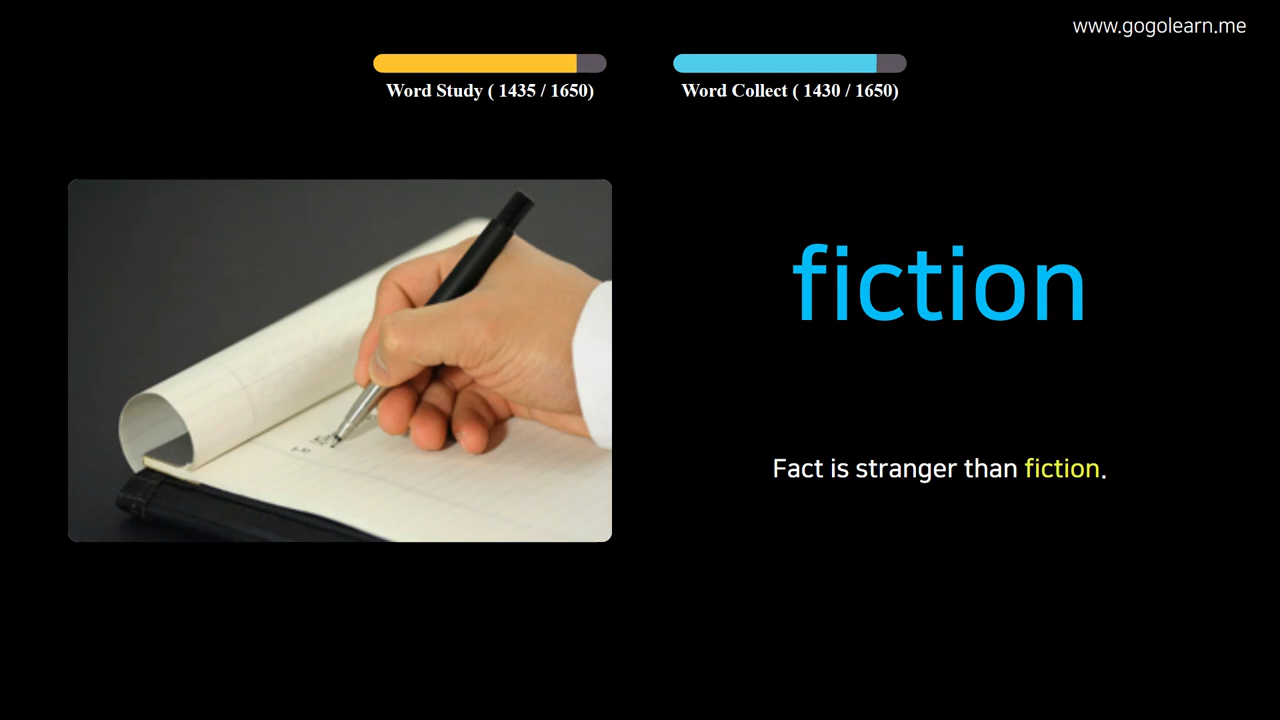 www.gogolearn.me
Word Study ( 1435 / 1650)
Word Collect ( 1430 / 1650)
fiction
Fact is stranger than fiction.